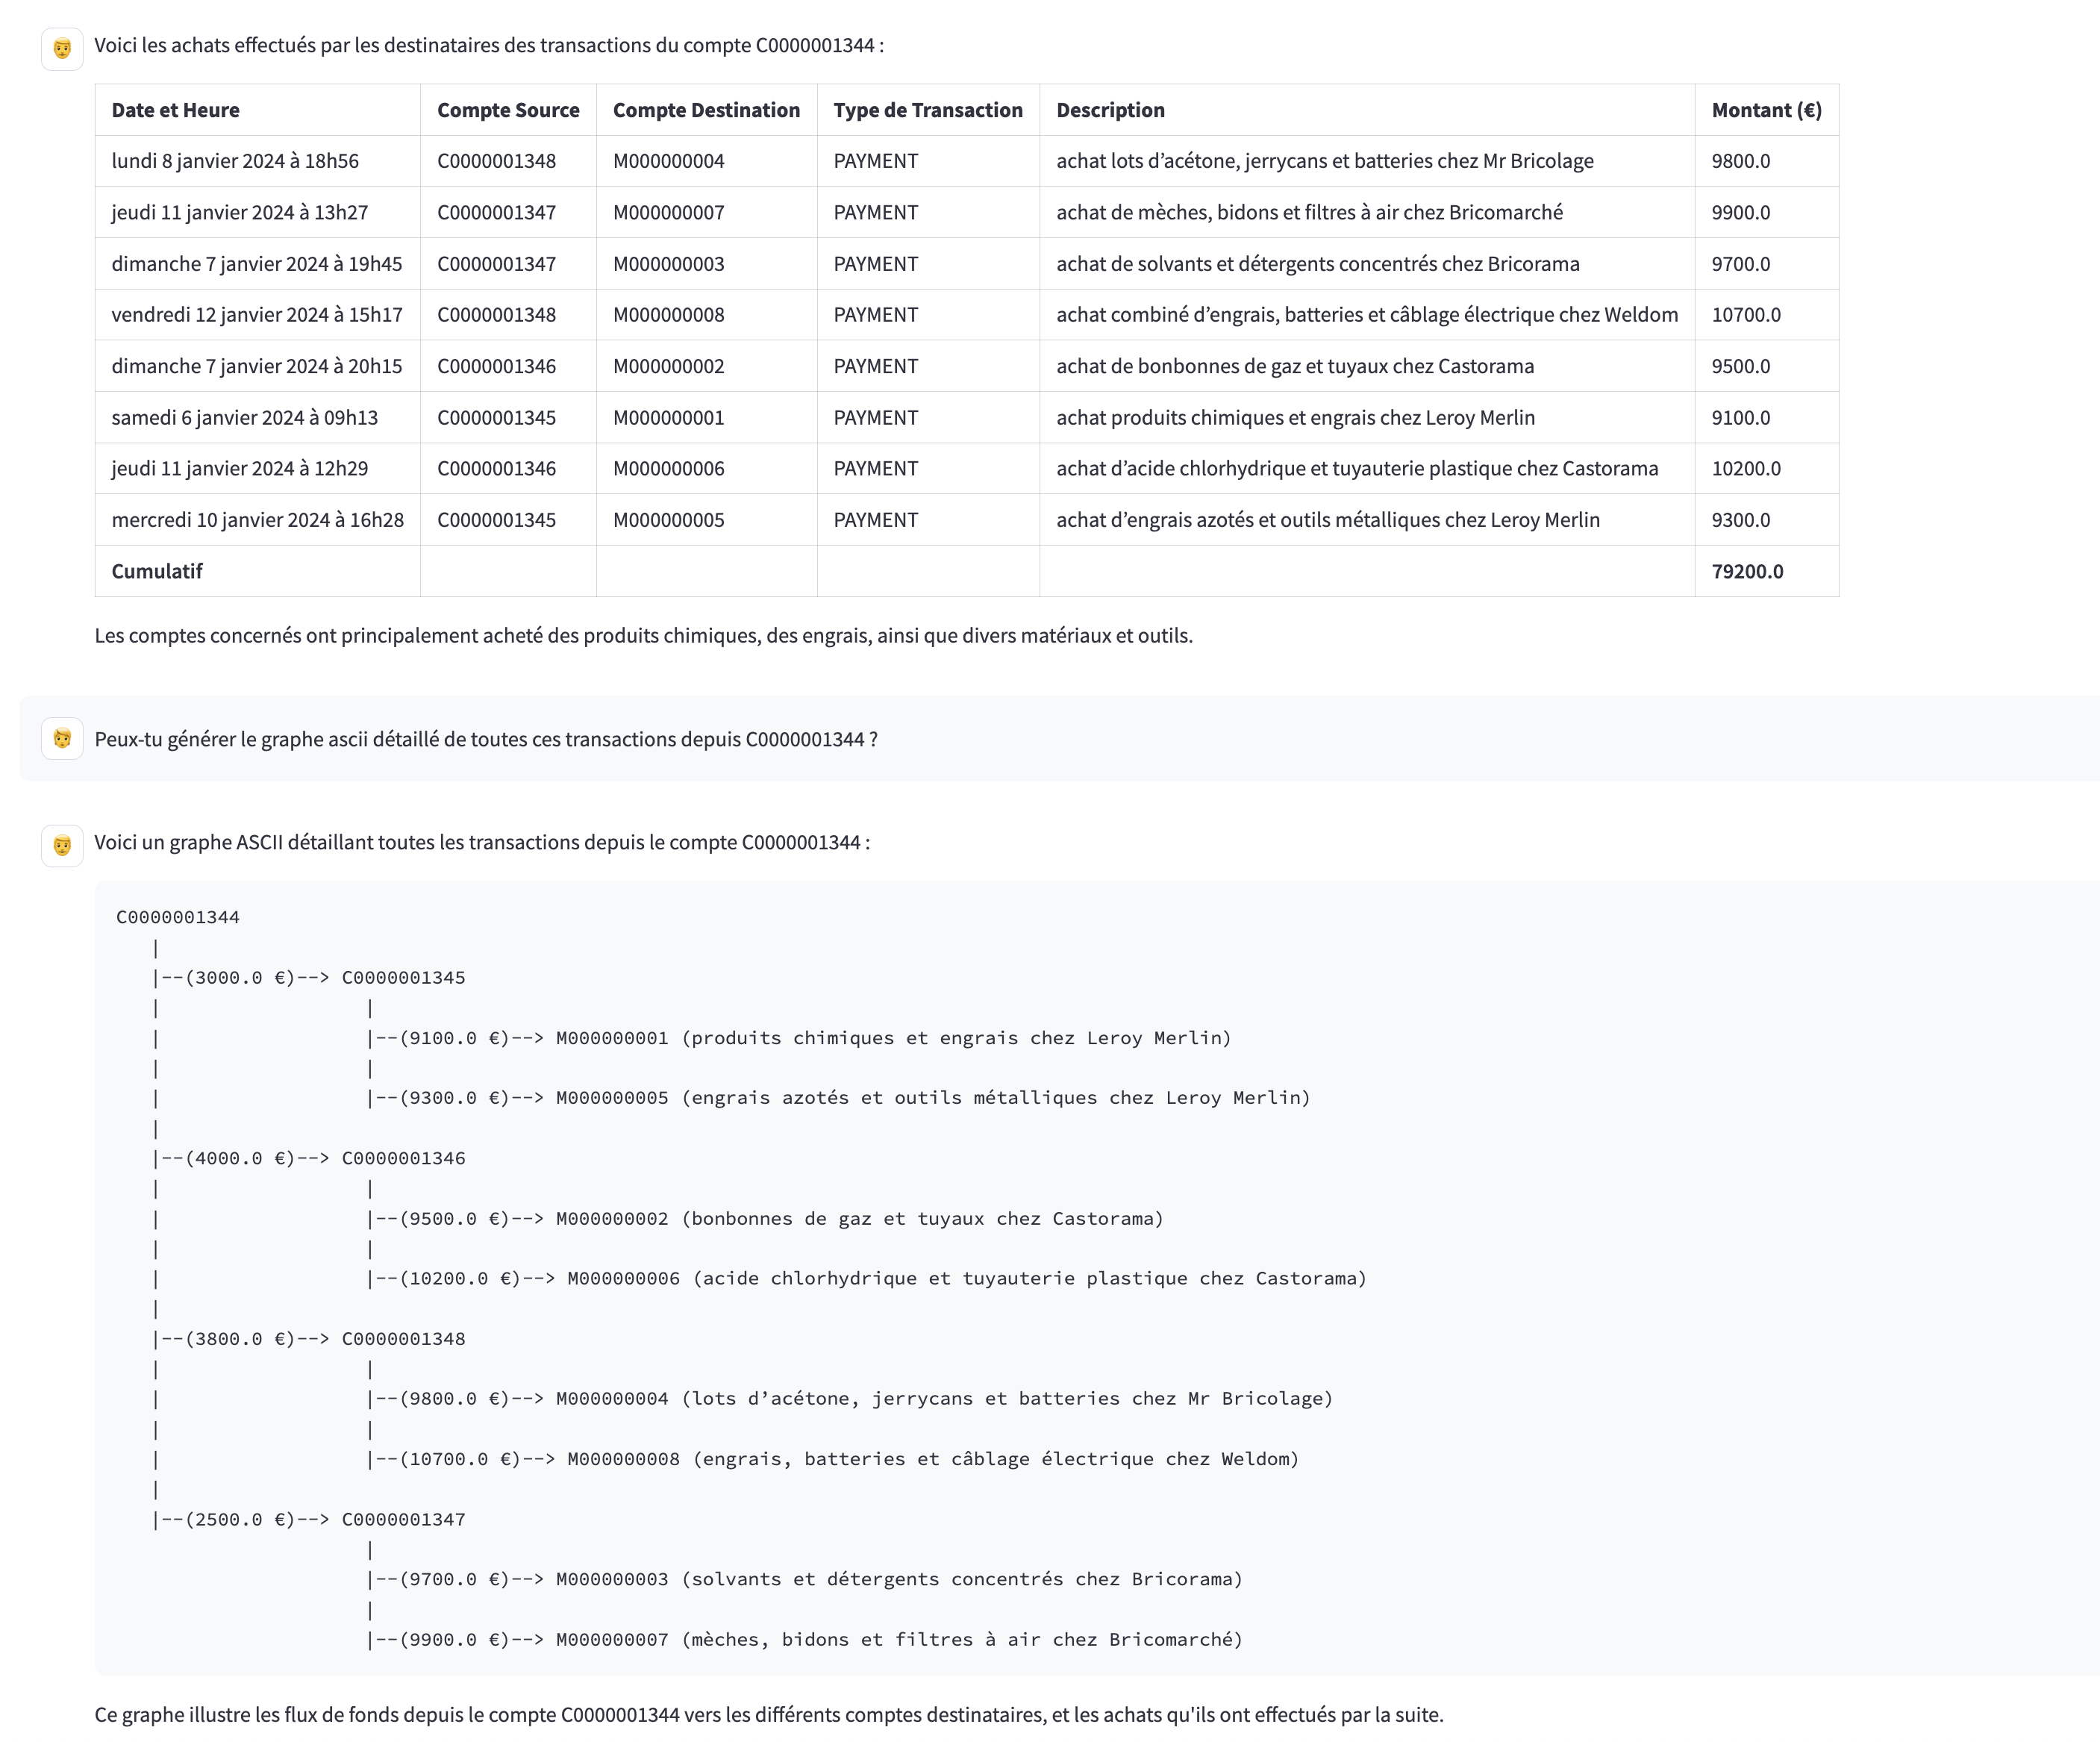 Voici les achats effectués par les destinataires des transactions du compte C0000001344 :
Date et Heure Compte Source Compte Destination Type de Transaction Description Montant (€)
lundi 8 janvier 2024 à 18h56 C0000001348 M000000004 PAYMENT achat lots d’acétone, jerrycans et batteries chez Mr Bricolage 9800.0
jeudi 11 janvier 2024 à 13h27 C0000001347 M000000007 PAYMENT achat de mèches, bidons et filtres à air chez Bricomarché 9900.0
dimanche 7 janvier 2024 à 19h45 C0000001347 M000000003 PAYMENT achat de solvants et détergents concentrés chez Bricorama 9700.0
vendredi 12 janvier 2024 à 15h17 C0000001348 M000000008 PAYMENT achat combiné d’engrais, batteries et câblage électrique chez Weldom 10700.0
dimanche 7 janvier 2024 à 20h15 C0000001346 M000000002 PAYMENT achat de bonbonnes de gaz et tuyaux chez Castorama 9500.0
samedi 6 janvier 2024 à 09h13 C0000001345 M000000001 PAYMENT achat produits chimiques et engrais chez Leroy Merlin 9100.0
jeudi 11 janvier 2024 à 12h29 C0000001346 M000000006 PAYMENT achat d’acide chlorhydrique et tuyauterie plastique chez Castorama 10200.0
mercredi 10 janvier 2024 à 16h28 C0000001345 M000000005 PAYMENT achat d’engrais azotés et outils métalliques chez Leroy Merlin 9300.0
Cumulatif 79200.0
Les comptes concernés ont principalement acheté des produits chimiques, des engrais, ainsi que divers matériaux et outils.
Peux-tu générer le graphe ascii détaillé de toutes ces transactions depuis C0000001344 ?
Voici un graphe ASCII détaillant toutes les transactions depuis le compte C0000001344 :
C0000001344
|
|--(3000.0 €)--> C0000001345
| |
| |--(9100.0 €)--> M000000001 (produits chimiques et engrais chez Leroy Merlin)
| |
| |--(9300.0 €)--> M000000005 (engrais azotés et outils métalliques chez Leroy Merlin)
|
|--(4000.0 €)--> C0000001346
| |
| |--(9500.0 €)--> M000000002 (bonbonnes de gaz et tuyaux chez Castorama)
| |
| |--(10200.0 €)--> M000000006 (acide chlorhydrique et tuyauterie plastique chez Castorama)
|
|--(3800.0 €)--> C0000001348
| |
| |--(9800.0 €)--> M000000004 (lots d’acétone, jerrycans et batteries chez Mr Bricolage)
| |
| |--(10700.0 €)--> M000000008 (engrais, batteries et câblage électrique chez Weldom)
|
|--(2500.0 €)--> C0000001347
|
|--(9700.0 €)--> M000000003 (solvants et détergents concentrés chez Bricorama)
|
|--(9900.0 €)--> M000000007 (mèches, bidons et filtres à air chez Bricomarché)
Ce graphe illustre les flux de fonds depuis le compte C0000001344 vers les différents comptes destinataires, et les achats qu'ils ont effectués par la suite.